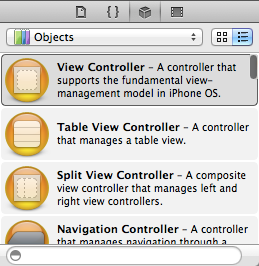 { }
Objects
View Controller – A controller that
supports the fundamental view-
management model in iPhone OS.
Table View Controller – A controller
that manages a table view.
Split View Controller – A composite
view controller that manages left and
right view controllers.
Navigation Controller – A controller
that manages navigation through a